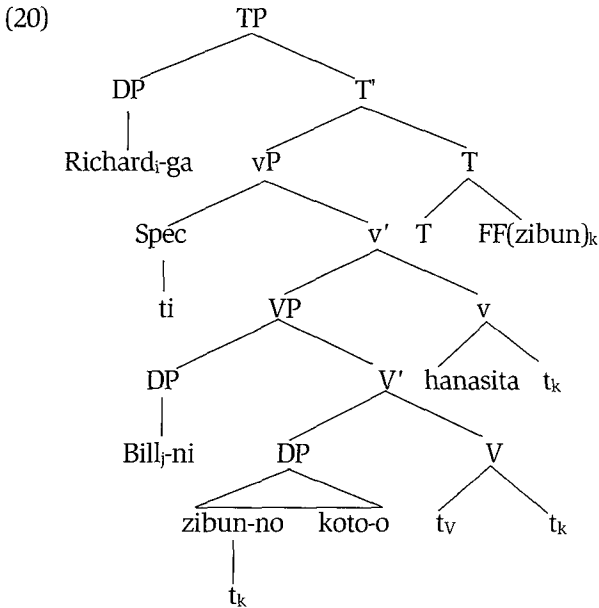 (20) TP
DP T'
Richardᵢ-ga vP T
Spec v′ T FF(zibun)ₖ
ti VP v
DP V′ hanasita tₖ
Billⱼ-ni DP V
zibun-no koto-o tᵥ tₖ
tₖ